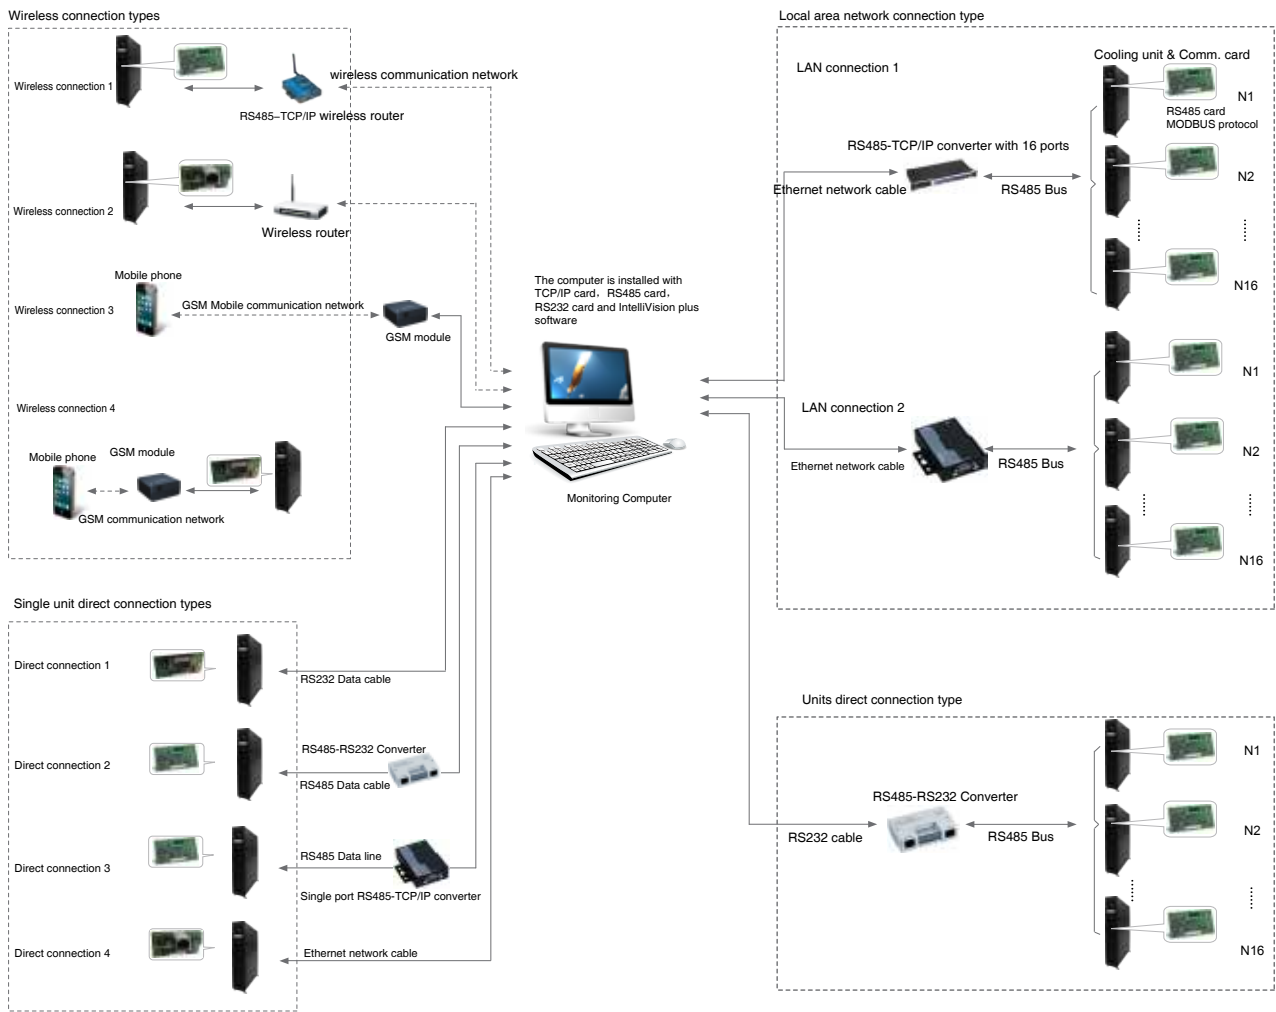 Wireless connection types
Wireless connection 1
wireless communication network
RS485–TCP/IP wireless router
Wireless connection 2
Wireless router
Mobile phone
Wireless connection 3
GSM Mobile communication network
GSM module
Wireless connection 4
GSM module
Mobile phone
GSM communication network
Single unit direct connection types
Direct connection 1
RS232 Data cable
Direct connection 2
RS485-RS232 Converter
RS485 Data cable
Direct connection 3
RS485 Data line
Single port RS485-TCP/IP converter
Direct connection 4
Ethernet network cable
The computer is installed with
TCP/IP card, RS485 card,
RS232 card and IntelliVision plus
software
Monitoring Computer
Local area network connection type
LAN connection 1
Cooling unit & Comm. card
N1
RS485 card
MODBUS protocol
RS485-TCP/IP converter with 16 ports
Ethernet network cable
RS485 Bus
N2
N16
LAN connection 2
N1
Ethernet network cable
RS485 Bus
N2
N16
Units direct connection type
N1
RS485-RS232 Converter
RS232 cable
RS485 Bus
N2
N16